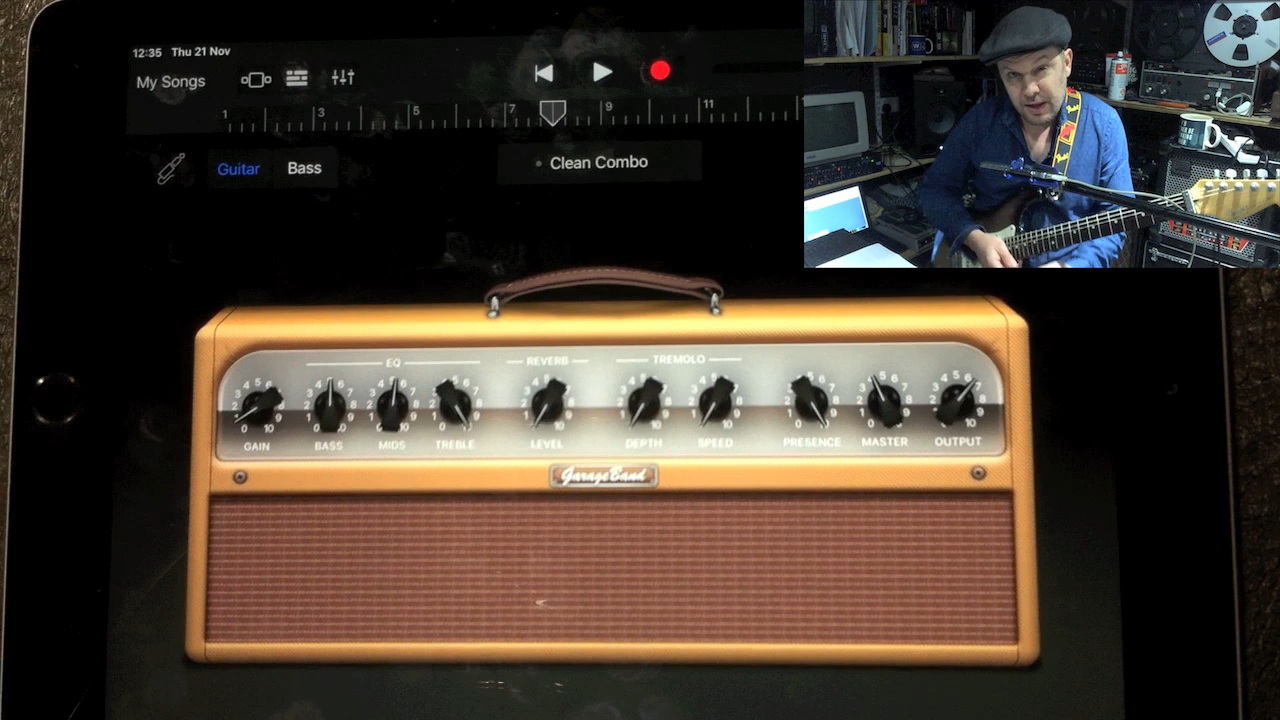 12:35 Thu 21 Nov
My Songs
1 3 5 7 9 11
Guitar Bass
Clean Combo
EQ REVERB TREMOLO
GAIN BASS MIDS TREBLE LEVEL DEPTH SPEED PRESENCE MASTER OUTPUT
GarageBand